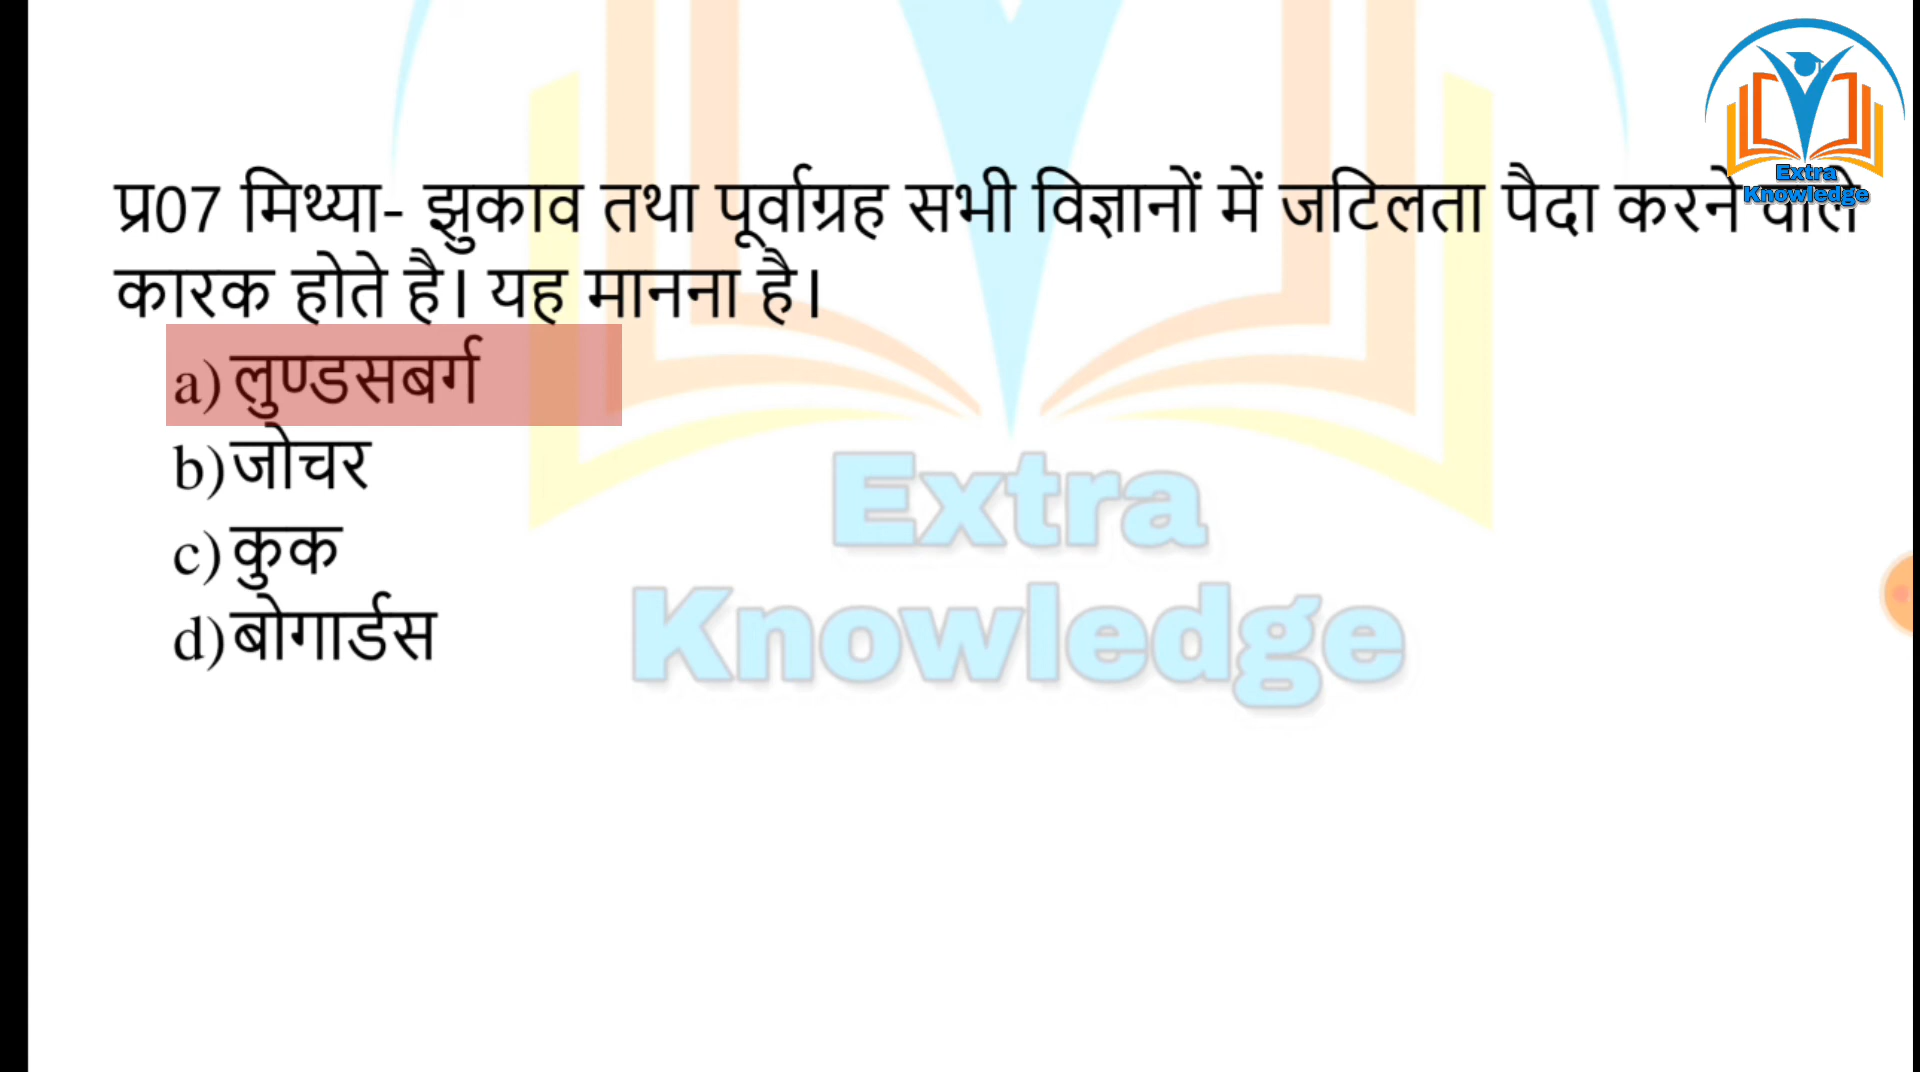 Extra
Knowledge
प्र07 मिथ्या- झुकाव तथा पूर्वाग्रह सभी विज्ञानों में जटिलता पैदा करने वाले
कारक होते है। यह मानना है।
a) लुण्डसबर्ग
b) जोचर
c) कुक
d) बोगार्डस
Extra
Knowledge